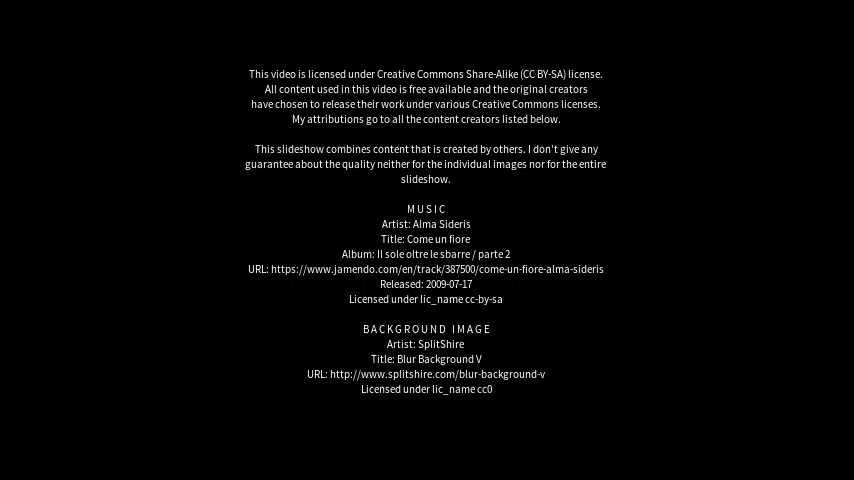 This video is licensed under Creative Commons Share-Alike (CC BY-SA) license.
All content used in this video is free available and the original creators
have chosen to release their work under various Creative Commons licenses.
My attributions go to all the content creators listed below.
This slideshow combines content that is created by others. I don't give any
guarantee about the quality neither for the individual images nor for the entire
slideshow.
MUSIC
Artist: Alma Sideris
Title: Come un fiore
Album: Il sole oltre le sbarre / parte 2
URL: https://www.jamendo.com/en/track/387500/come-un-fiore-alma-sideris
Released: 2009-07-17
Licensed under lic_name cc-by-sa
BACKGROUND IMAGE
Artist: SplitShire
Title: Blur Background V
URL: http://www.splitshire.com/blur-background-v
Licensed under lic_name cc0